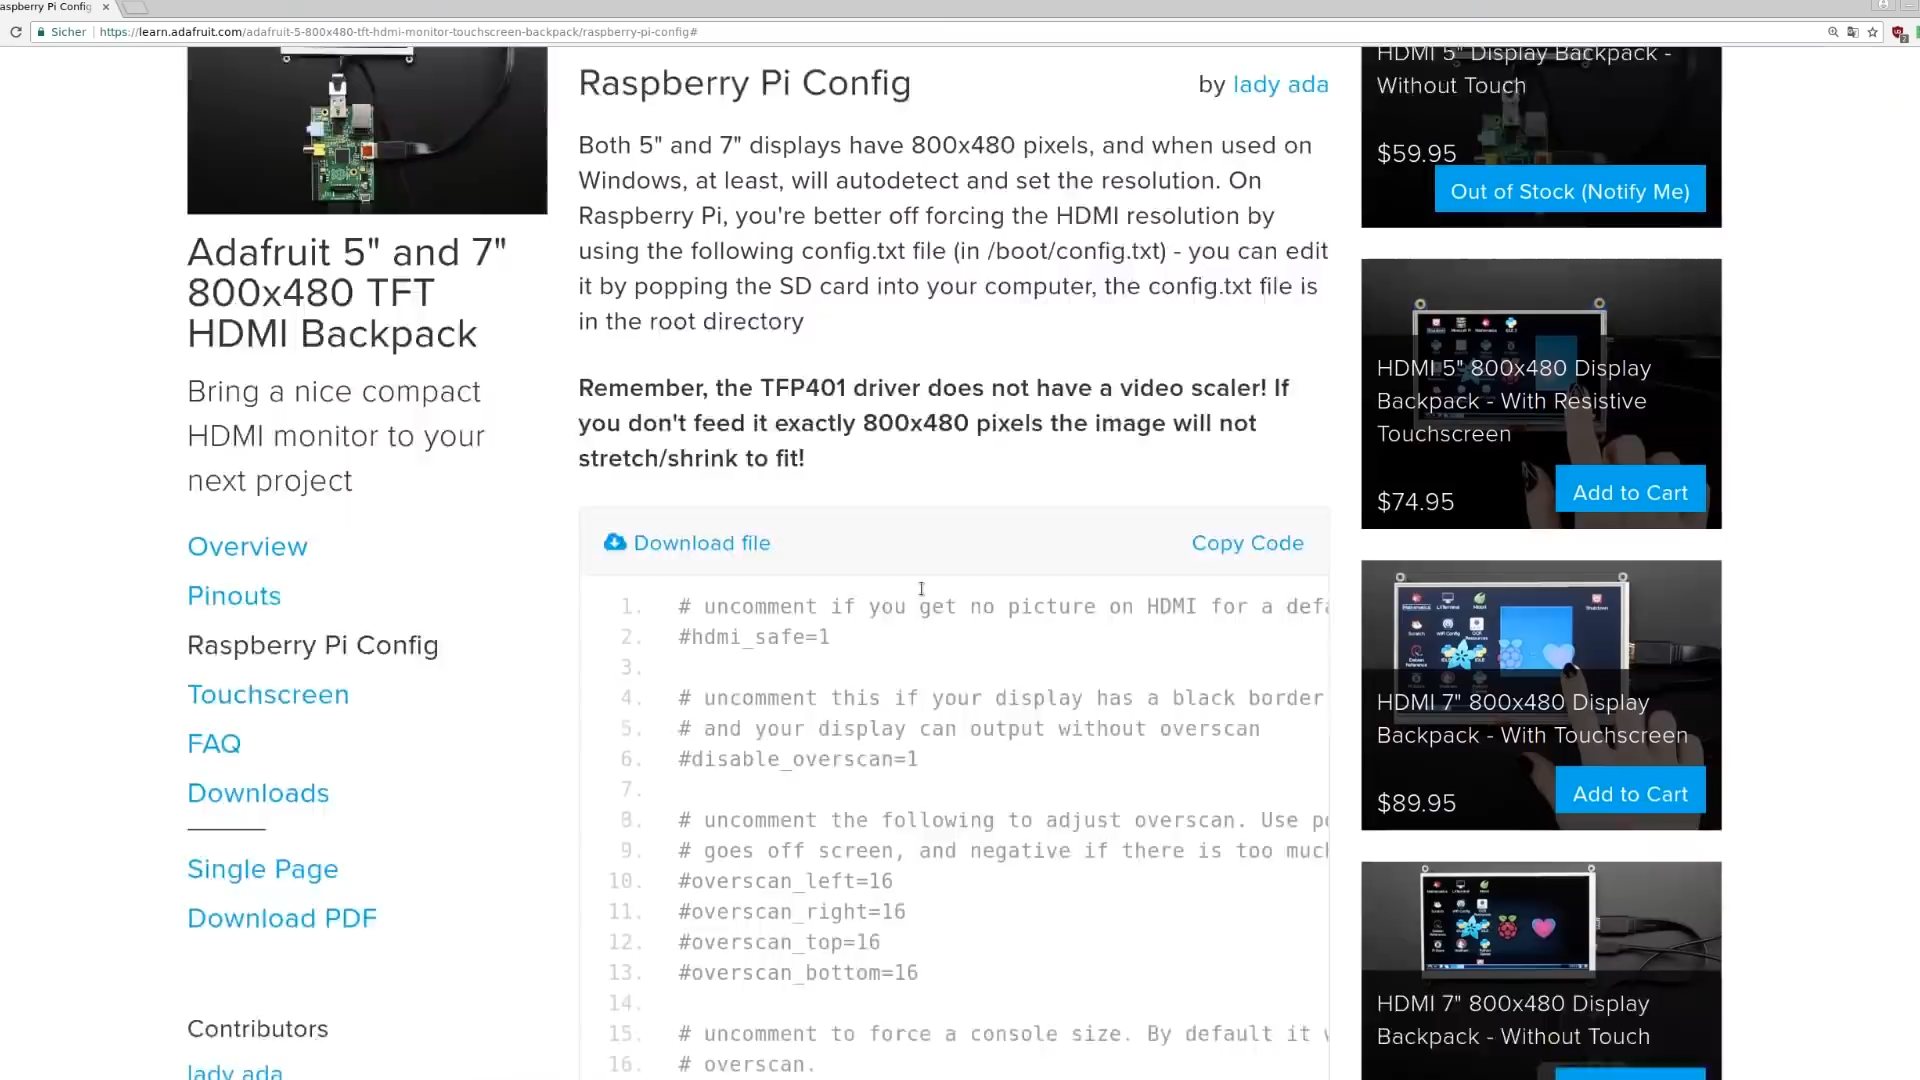 aspberry Pi Config
Sicher
https://learn.adafruit.com/adafruit-5-800x480-tft-hdmi-monitor-touchscreen-backpack/raspberry-pi-config#
Adafruit 5" and 7"
800x480 TFT
HDMI Backpack
Bring a nice compact
HDMI monitor to your
next project
Overview
Pinouts
Raspberry Pi Config
Touchscreen
FAQ
Downloads
Single Page
Download PDF
Contributors
lady ada
Raspberry Pi Config
by lady ada
Both 5" and 7" displays have 800x480 pixels, and when used on
Windows, at least, will autodetect and set the resolution. On
Raspberry Pi, you're better off forcing the HDMI resolution by
using the following config.txt file (in /boot/config.txt) - you can edit
it by popping the SD card into your computer, the config.txt file is
in the root directory
Remember, the TFP401 driver does not have a video scaler! If
you don't feed it exactly 800x480 pixels the image will not
stretch/shrink to fit!
Download file
Copy Code
1. # uncomment if you get no picture on HDMI for a defa
2. #hdmi_safe=1
3.
4. # uncomment this if your display has a black border
5. # and your display can output without overscan
6. #disable_overscan=1
7.
8. # uncomment the following to adjust overscan. Use po
9. # goes off screen, and negative if there is too much
10. #overscan_left=16
11. #overscan_right=16
12. #overscan_top=16
13. #overscan_bottom=16
14.
15. # uncomment to force a console size. By default it
16. # overscan.
HDMI 5" Display Backpack -
Without Touch
$59.95
Out of Stock (Notify Me)
HDMI 5" 800x480 Display
Backpack - With Resistive
Touchscreen
$74.95
Add to Cart
HDMI 7" 800x480 Display
Backpack - With Touchscreen
$89.95
Add to Cart
HDMI 7" 800x480 Display
Backpack - Without Touch